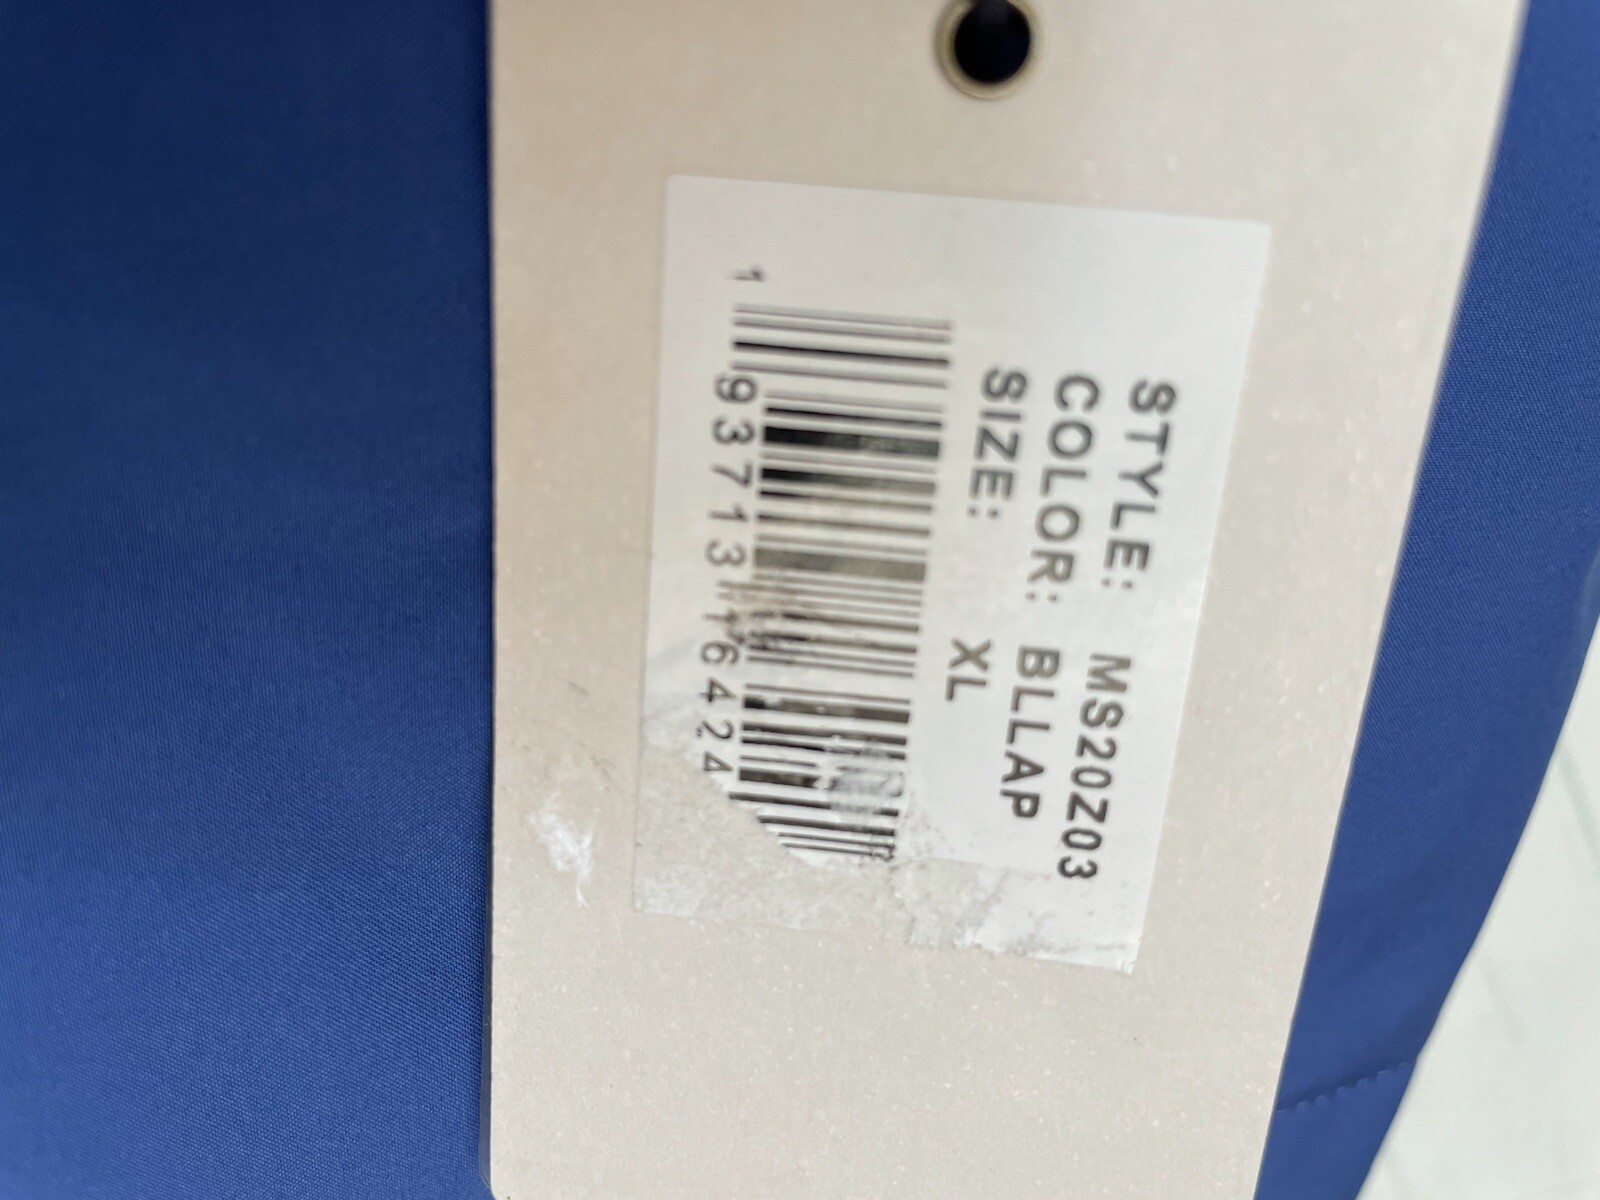 STYLE: MS20Z03
COLOR: BLLAP
SIZE: XL
1 93713 16424